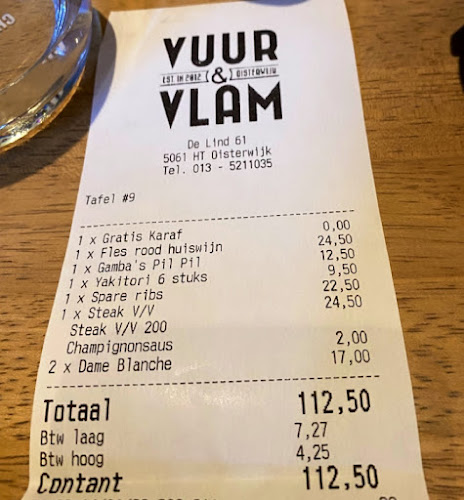 VUUR
EST. IN 2012 & OISTERWIJK
VLAM
De Lind 61
5061 HT Oisterwijk
Tel. 013 - 5211035
Tafel #9
1 x Gratis Karaf 0,00
1 x Fles rood huiswijn 24,50
1 x Gamba's Pil Pil 12,50
1 x Yakitori 6 stuks 9,50
1 x Spare ribs 22,50
1 x Steak V/V 24,50
Steak V/V 200
Champignonsaus 2,00
2 x Dame Blanche 17,00
Totaal 112,50
Btw laag 7,27
Btw hoog 4,25
Contant 112,50